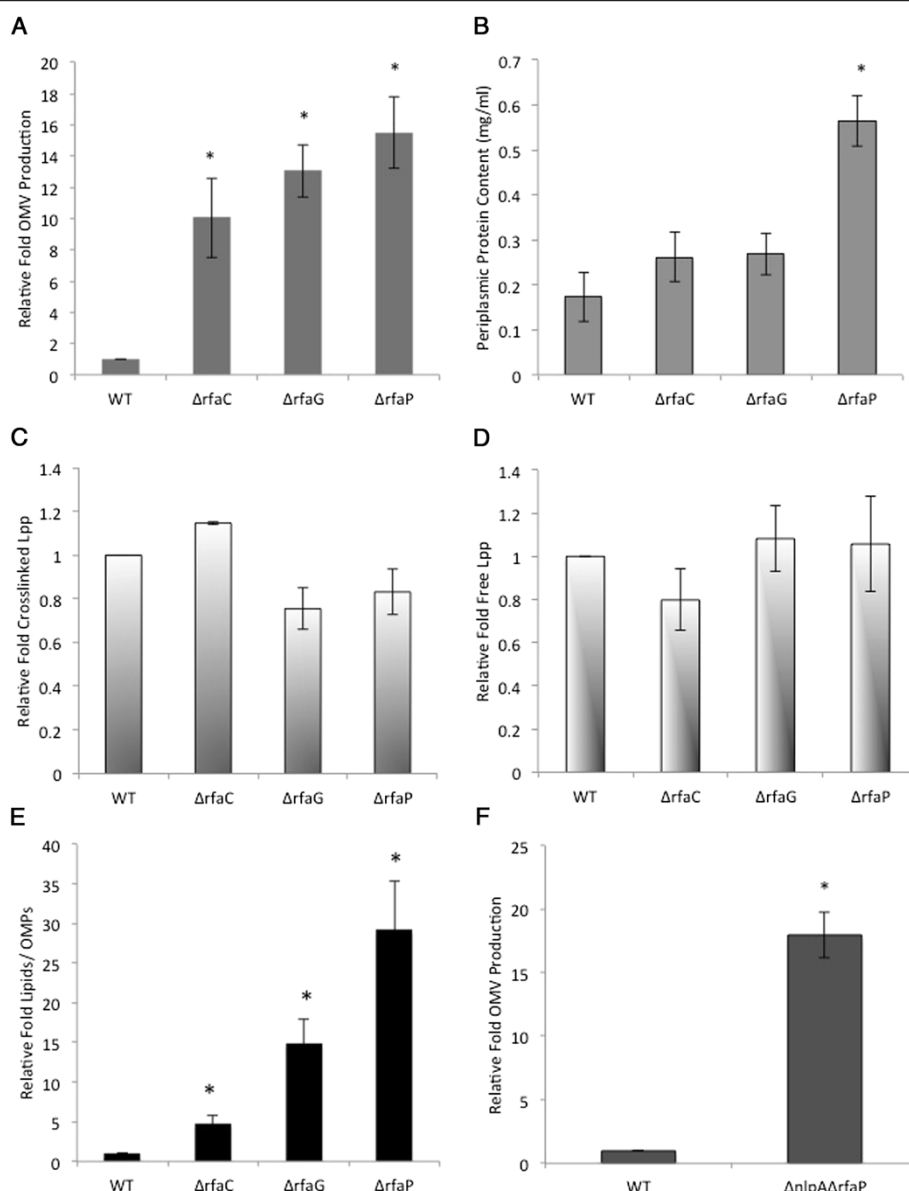 A
Relative Fold OMV Production
20
18
16
14
12
10
8
6
4
2
0
*
*
*
WT
ΔrfaC
ΔrfaG
ΔrfaP
B
Periplasmic Protein Content (mg/ml)
0.7
0.6
0.5
0.4
0.3
0.2
0.1
0
*
WT
ΔrfaC
ΔrfaG
ΔrfaP
C
Relative Fold Crosslinked Lpp
1.4
1.2
1
0.8
0.6
0.4
0.2
0
WT
ΔrfaC
ΔrfaG
ΔrfaP
D
Relative Fold Free Lpp
1.4
1.2
1
0.8
0.6
0.4
0.2
0
WT
ΔrfaC
ΔrfaG
ΔrfaP
E
Relative Fold Lipids/ OMPs
40
35
30
25
20
15
10
5
0
*
*
*
WT
ΔrfaC
ΔrfaG
ΔrfaP
F
Relative Fold OMV Production
25
20
15
10
5
0
*
WT
ΔnlpAΔrfaP